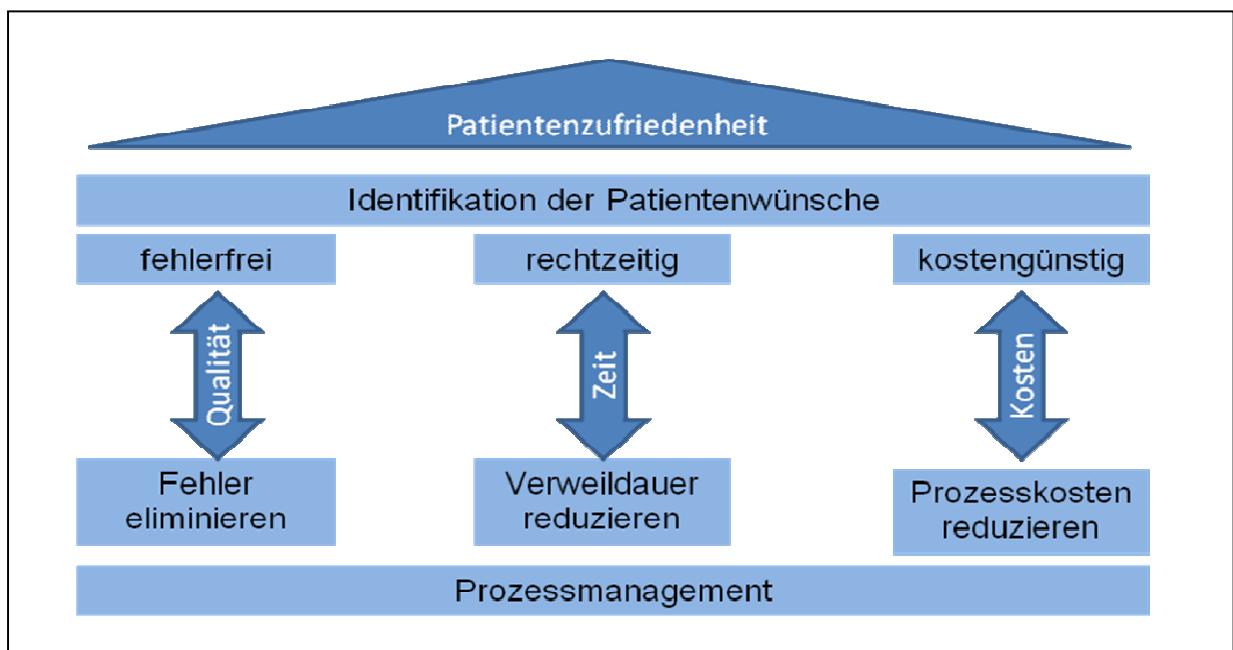 Patientenzufriedenheit
Identifikation der Patientenwünsche
fehlerfrei
rechtzeitig
kostengünstig
Qualität
Zeit
Kosten
Fehler
eliminieren
Verweildauer
reduzieren
Prozesskosten
reduzieren
Prozessmanagement